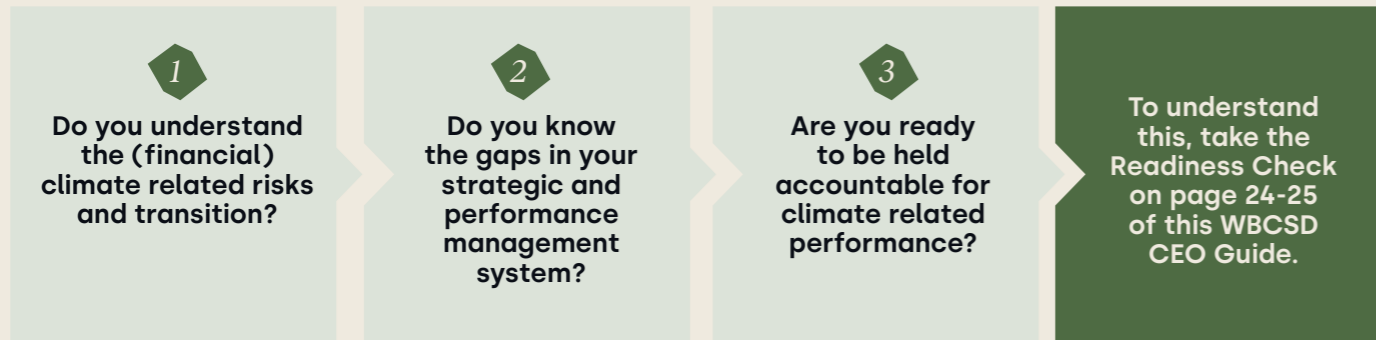 1
Do you understand
the (financial)
climate related risks
and transition?
2
Do you know
the gaps in your
strategic and
performance
management
system?
3
Are you ready
to be held
accountable for
climate related
performance?
To understand
this, take the
Readiness Check
on page 24-25
of this WBCSD
CEO Guide.